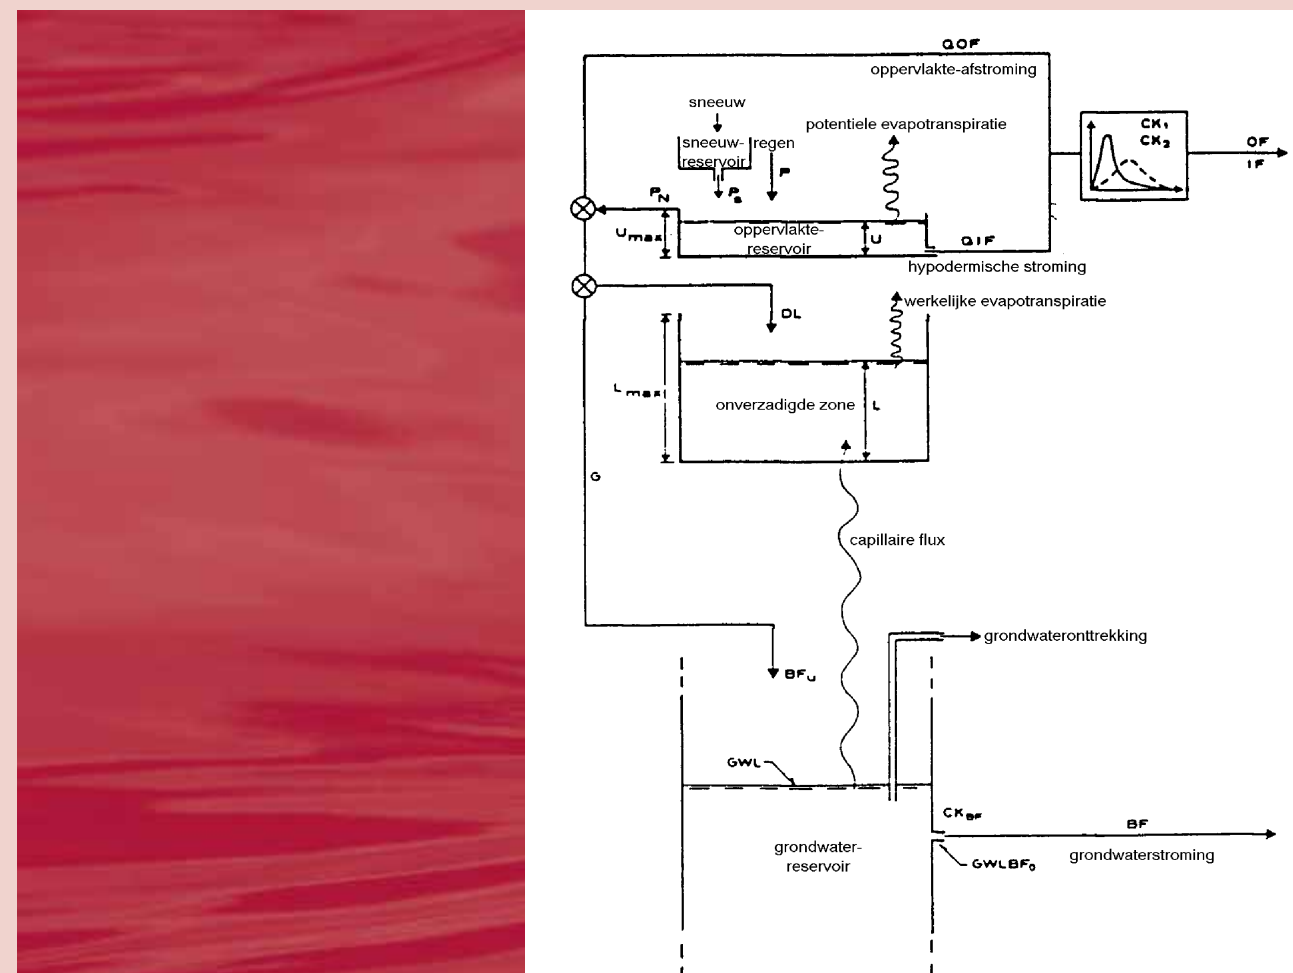 QOF
oppervlakte-afstroming
sneeuw
potentiele evapotranspiratie
CK1
CK2
OF
IF
sneeuw-
reservoir
regen
P
PN
Ps
Umax
oppervlakte-
reservoir
U
QIF
hypodermische stroming
werkelijke evapotranspiratie
DL
Lmax
onverzadigde zone
L
G
capillaire flux
grondwateronttrekking
BFU
GWL
CKBF
BF
grondwater-
reservoir
grondwaterstroming
GWLBF0